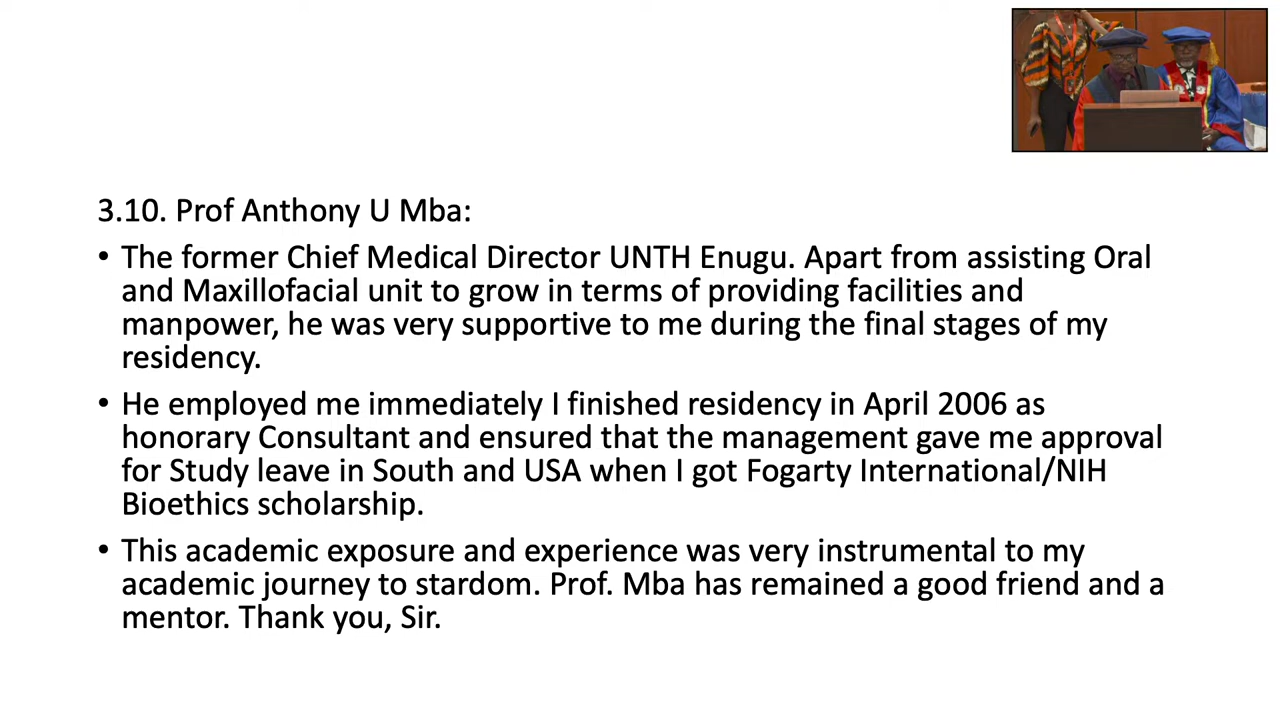 3.10. Prof Anthony U Mba:
• The former Chief Medical Director UNTH Enugu. Apart from assisting Oral
and Maxillofacial unit to grow in terms of providing facilities and
manpower, he was very supportive to me during the final stages of my
residency.
• He employed me immediately I finished residency in April 2006 as
honorary Consultant and ensured that the management gave me approval
for Study leave in South and USA when I got Fogarty International/NIH
Bioethics scholarship.
• This academic exposure and experience was very instrumental to my
academic journey to stardom. Prof. Mba has remained a good friend and a
mentor. Thank you, Sir.